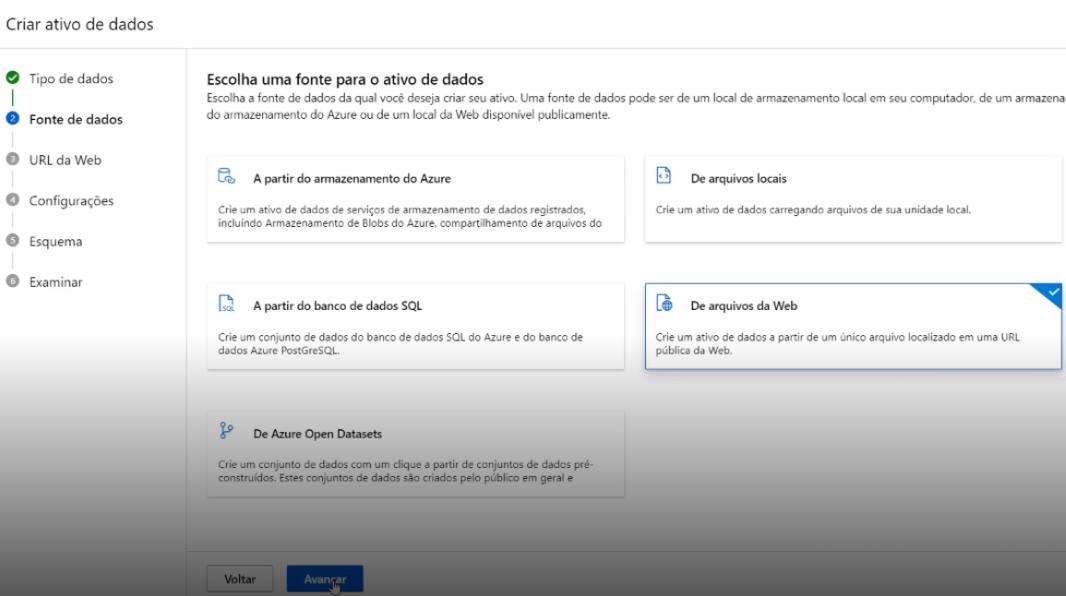 Criar ativo de dados
Tipo de dados
2 Fonte de dados
3 URL da Web
4 Configurações
5 Esquema
6 Examinar
Escolha uma fonte para o ativo de dados
Escolha a fonte de dados da qual você deseja criar seu ativo. Uma fonte de dados pode ser de um local de armazenamento local em seu computador, de um armazena
do armazenamento do Azure ou de um local da Web disponível publicamente.
A partir do armazenamento do Azure
Crie um ativo de dados de serviços de armazenamento de dados registrados,
incluindo Armazenamento de Blobs do Azure, compartilhamento de arquivos do
De arquivos locais
Crie um ativo de dados carregando arquivos de sua unidade local.
SQL
A partir do banco de dados SQL
Crie um conjunto de dados do banco de dados SQL do Azure e do banco de
dados Azure PostGreSQL.
De arquivos da Web
Crie um ativo de dados a partir de um único arquivo localizado em uma URL
pública da Web.
De Azure Open Datasets
Crie um conjunto de dados com um clique a partir de conjuntos de dados pré-
construídos. Estes conjuntos de dados são criados pelo público em geral e
Voltar
Avançar